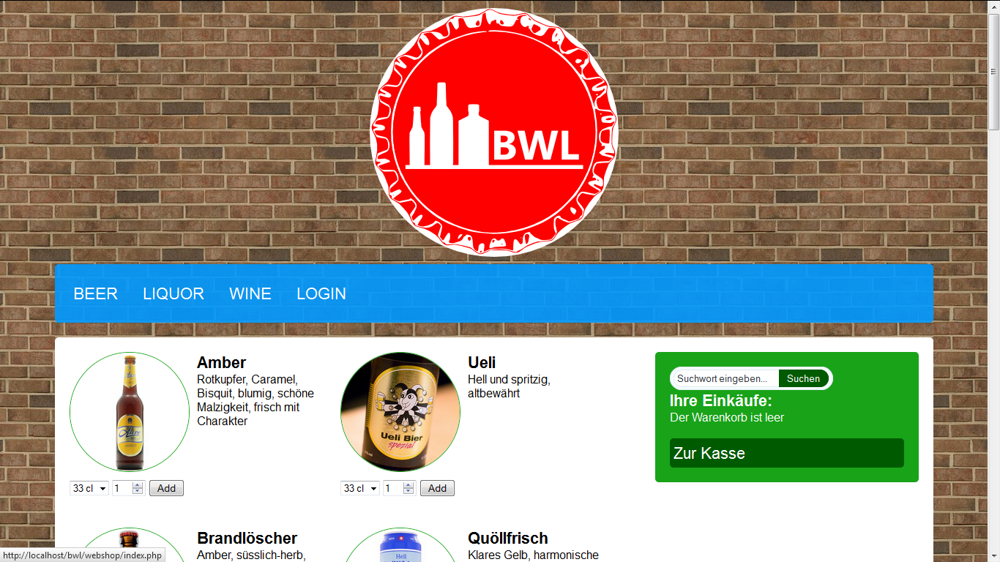 BWL
BEER LIQUOR WINE LOGIN
Amber
Rotkupfer, Caramel,
Bisquit, blumig, schöne
Malzigkeit, frisch mit
Charakter
33 cl 1 Add
Ueli Bier
spezial
Ueli
Hell und spritzig,
altbewährt
33 cl 1 Add
Suchwort eingeben... Suchen
Ihre Einkäufe:
Der Warenkorb ist leer
Zur Kasse
Brandlöscher
Amber, süsslich-herb,
Hell
Quöllfrisch
Klares Gelb, harmonische
http://localhost/bwl/webshop/index.php